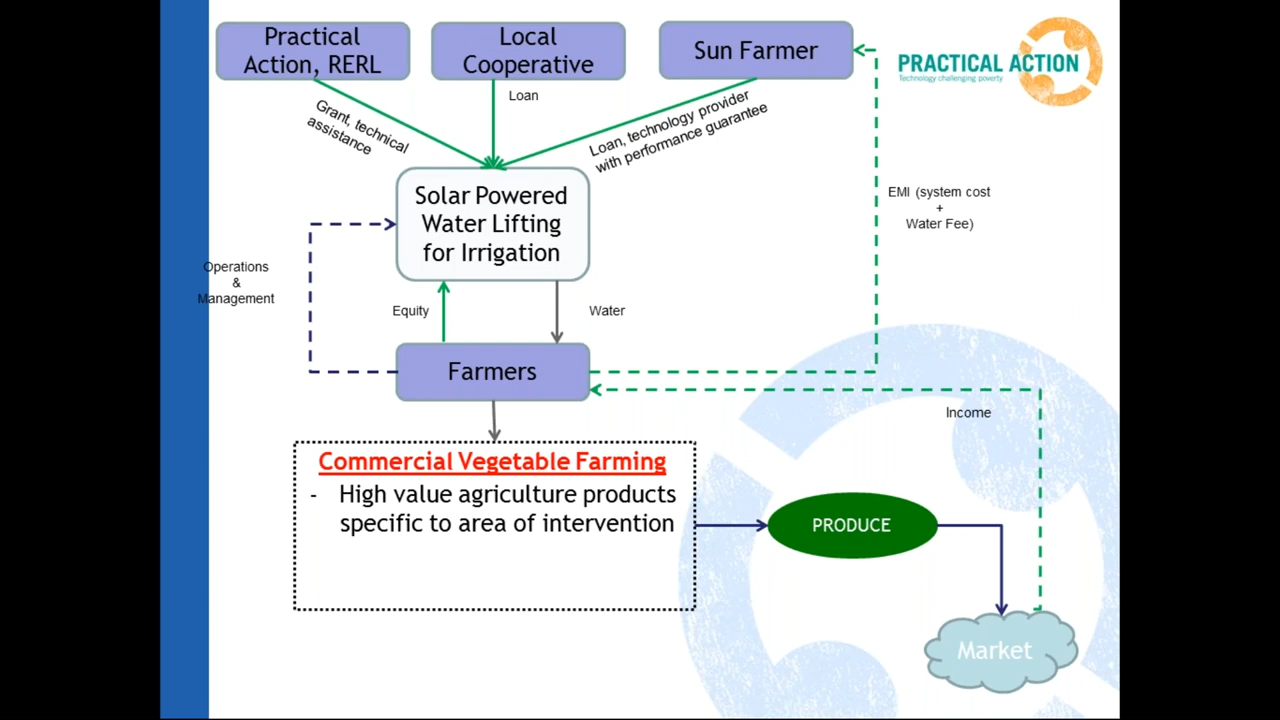 Practical
Action, RERL
Local
Cooperative
Sun Farmer
PRACTICAL ACTION
Technology challenging poverty
Grant, technical
assistance
Loan
Loan, technology provider
with performance guarantee
Solar Powered
Water Lifting
for Irrigation
EMI (system cost
+
Water Fee)
Operations
&
Management
Equity
Water
Farmers
Income
Commercial Vegetable Farming
- High value agriculture products
specific to area of intervention
PRODUCE
Market